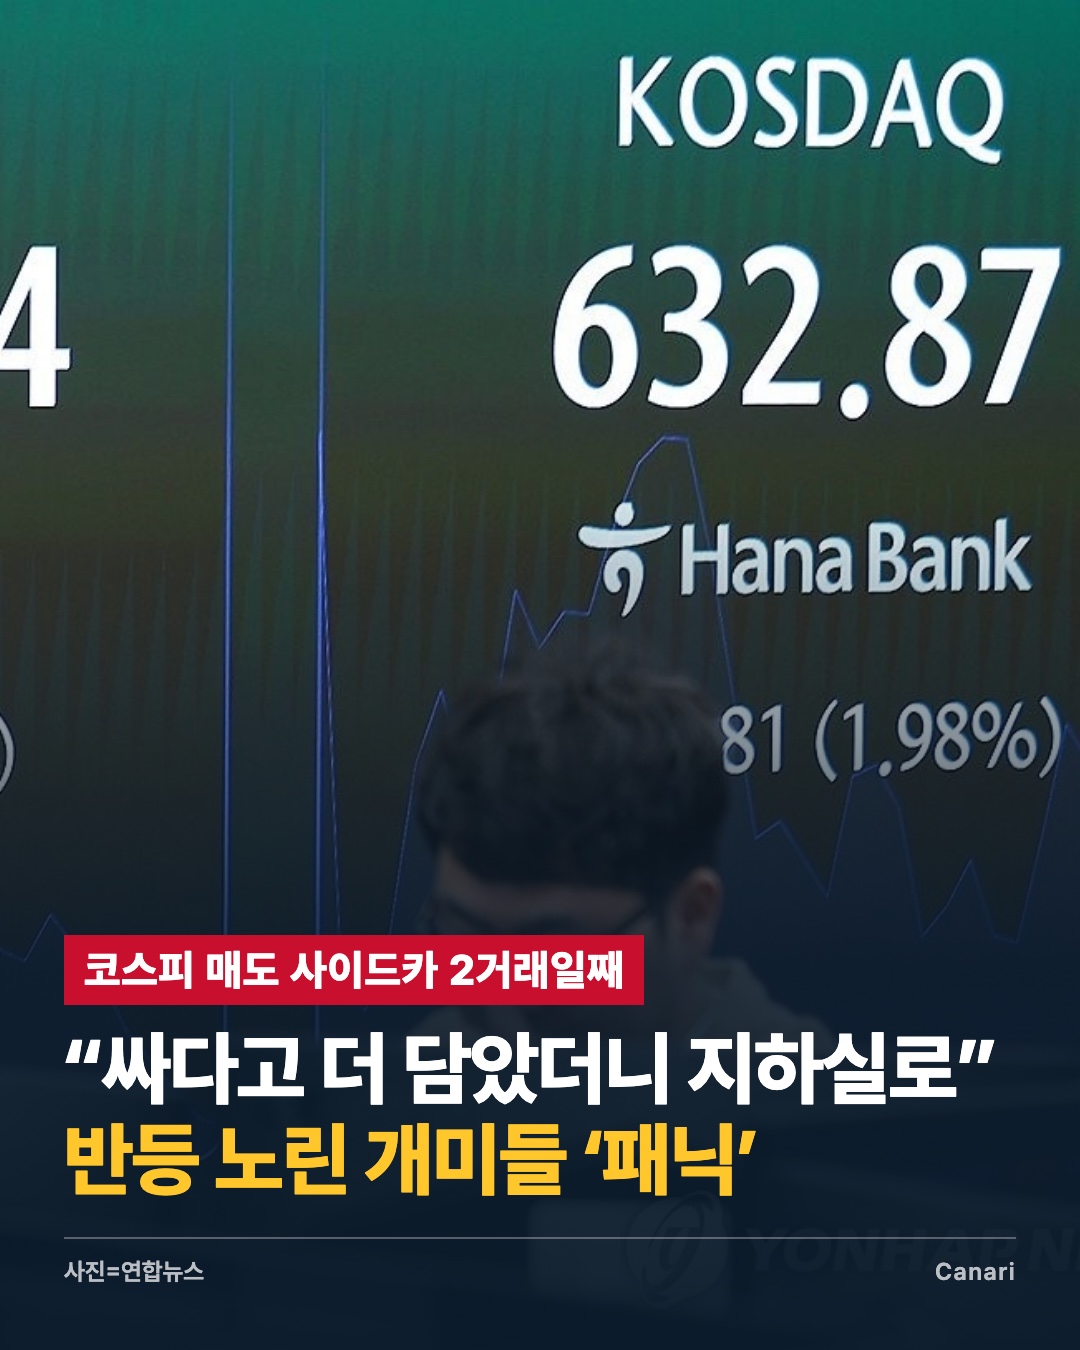 KOSDAQ
4
632.87
Hana Bank
)
81 (1.98%)
코스피 매도 사이드카 2거래일째
“싸다고 더 담았더니 지하실로”
반등 노린 개미들 ‘패닉’
YONHAP N
사진=연합뉴스
Canari